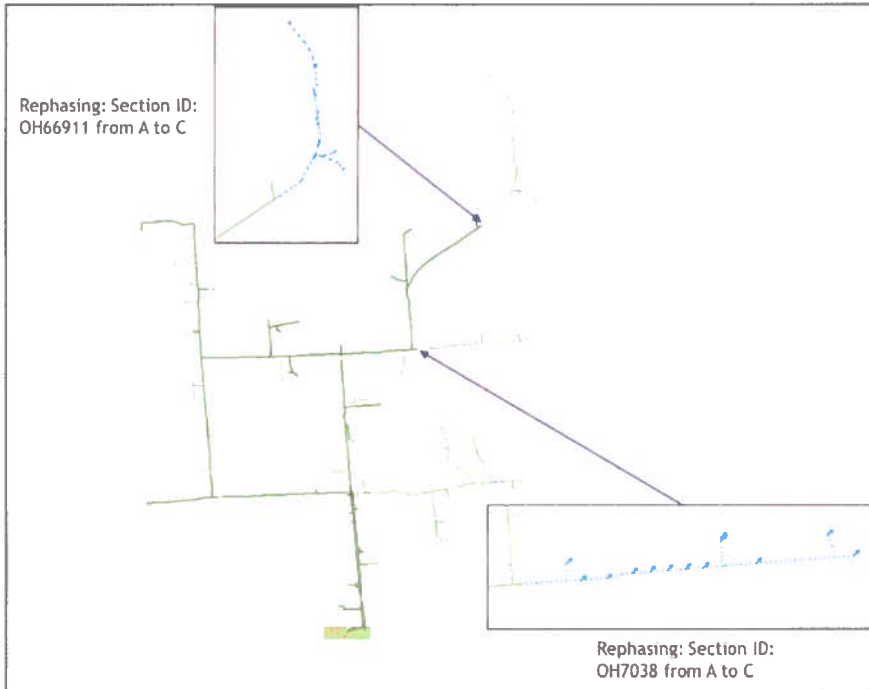 Rephasing: Section ID:
OH66911 from A to C
Rephasing: Section ID:
OH7038 from A to C